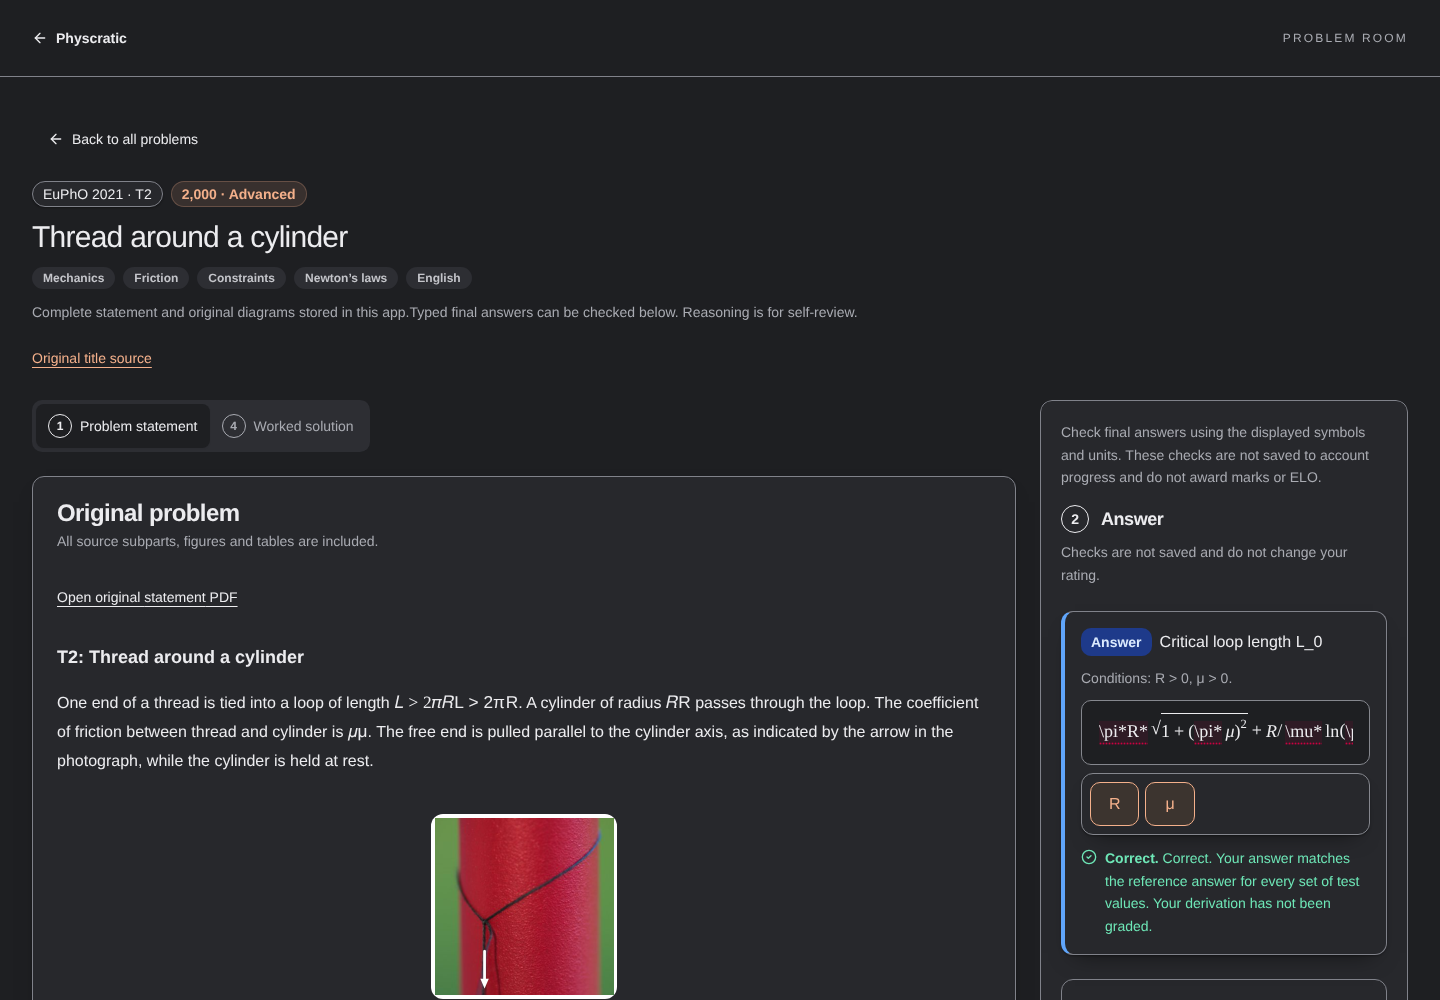 Physcratic
PROBLEM ROOM
Back to all problems
EuPhO 2021 · T2
2,000 · Advanced
Thread around a cylinder
Mechanics
Friction
Constraints
Newton’s laws
English
Complete statement and original diagrams stored in this app.Typed final answers can be checked below. Reasoning is for self-review.
Original title source
1 Problem statement
4 Worked solution
Original problem
All source subparts, figures and tables are included.
Open original statement PDF
T2: Thread around a cylinder
One end of a thread is tied into a loop of length L > 2πRL > 2πR. A cylinder of radius RR passes through the loop. The coefficient
of friction between thread and cylinder is μμ. The free end is pulled parallel to the cylinder axis, as indicated by the arrow in the
photograph, while the cylinder is held at rest.
Check final answers using the displayed symbols
and units. These checks are not saved to account
progress and do not award marks or ELO.
2 Answer
Checks are not saved and do not change your
rating.
Answer Critical loop length L_0
Conditions: R > 0, μ > 0.
\pi*R* √1 + (\pi* μ)² + R/ \mu* ln(\
R
μ
Correct. Correct. Your answer matches
the reference answer for every set of test
values. Your derivation has not been
graded.